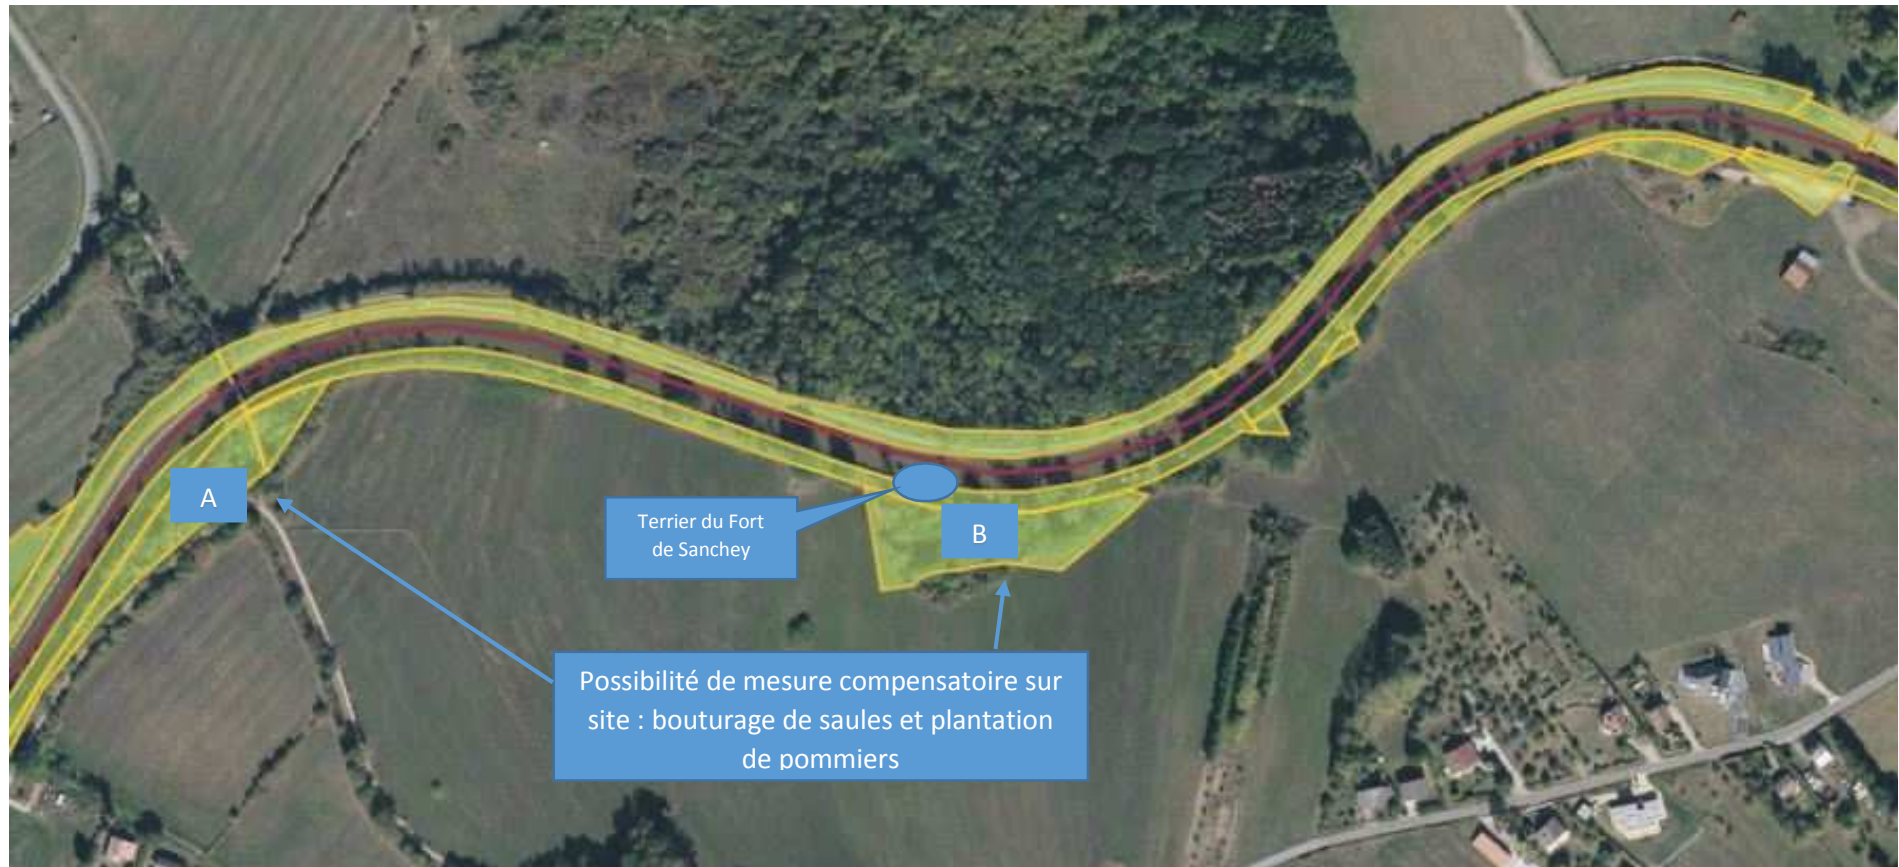 A
Terrier du Fort
de Sanchey
B
Possibilité de mesure compensatoire sur
site : bouturage de saules et plantation
de pommiers